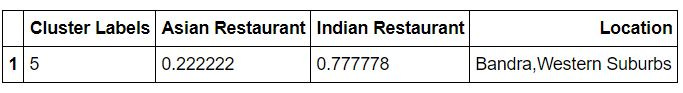 Cluster Labels Asian Restaurant Indian Restaurant Location
1 5 0.222222 0.777778 Bandra,Western Suburbs